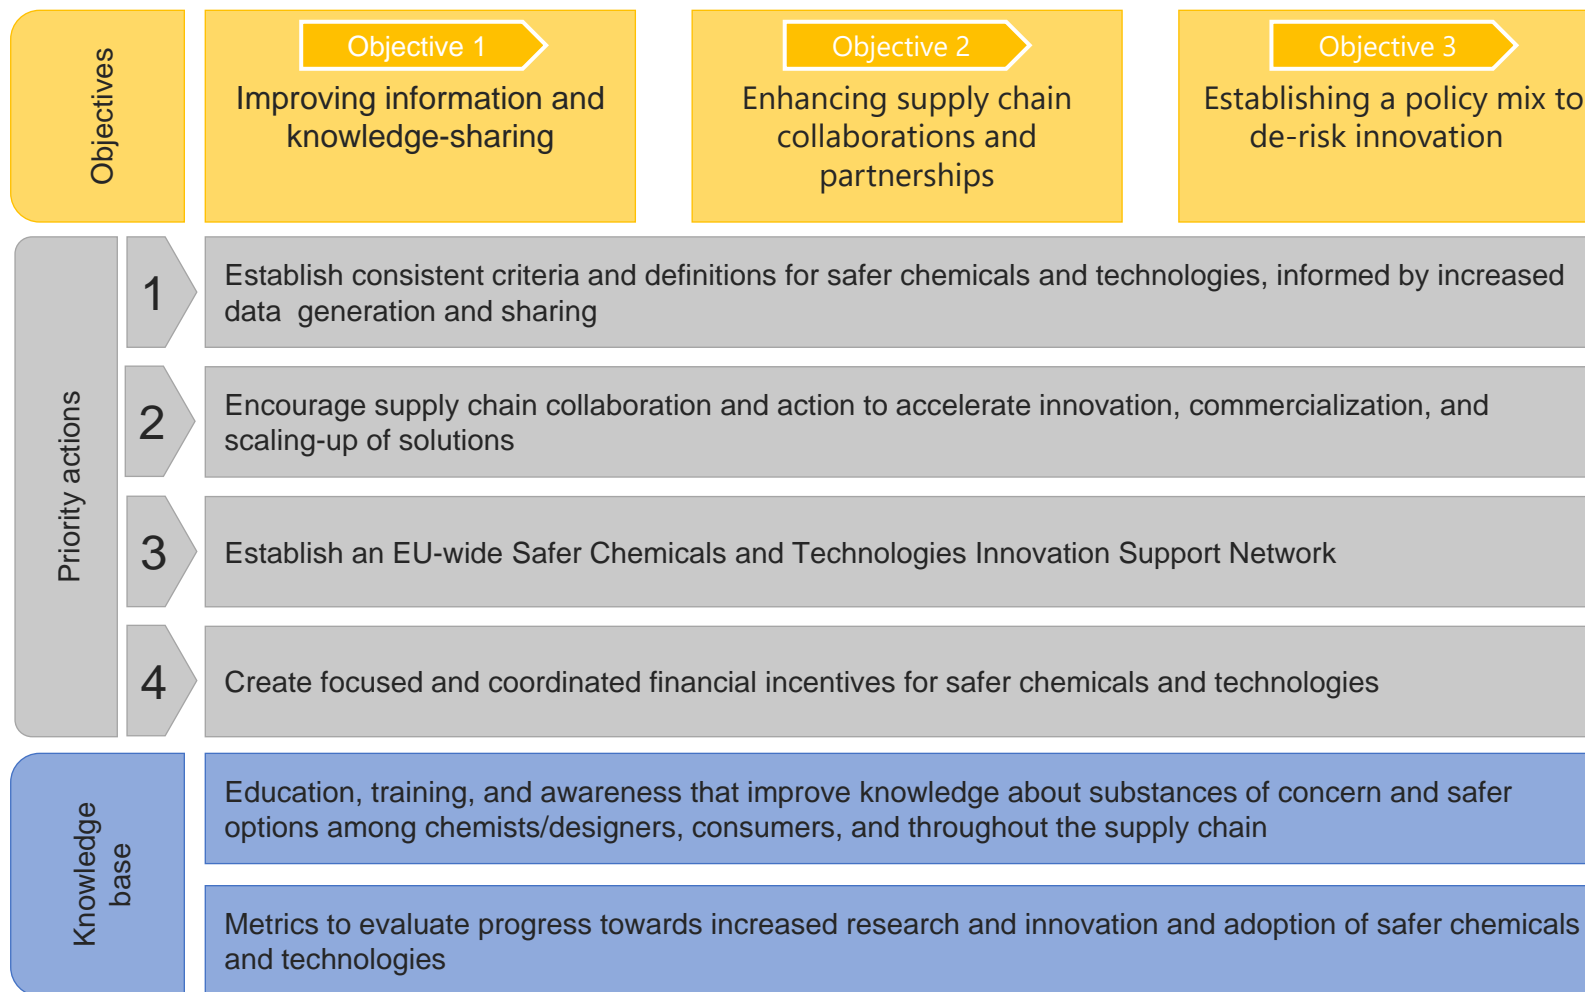 Objectives
Objective 1
Improving information and
knowledge-sharing
Objective 2
Enhancing supply chain
collaborations and
partnerships
Objective 3
Establishing a policy mix to
de-risk innovation
Priority actions
1
Establish consistent criteria and definitions for safer chemicals and technologies, informed by increased
data  generation and sharing
2
Encourage supply chain collaboration and action to accelerate innovation, commercialization, and
scaling-up of solutions
3
Establish an EU-wide Safer Chemicals and Technologies Innovation Support Network
4
Create focused and coordinated financial incentives for safer chemicals and technologies
Knowledge
base
Education, training, and awareness that improve knowledge about substances of concern and safer
options among chemists/designers, consumers, and throughout the supply chain
Metrics to evaluate progress towards increased research and innovation and adoption of safer chemicals
and technologies